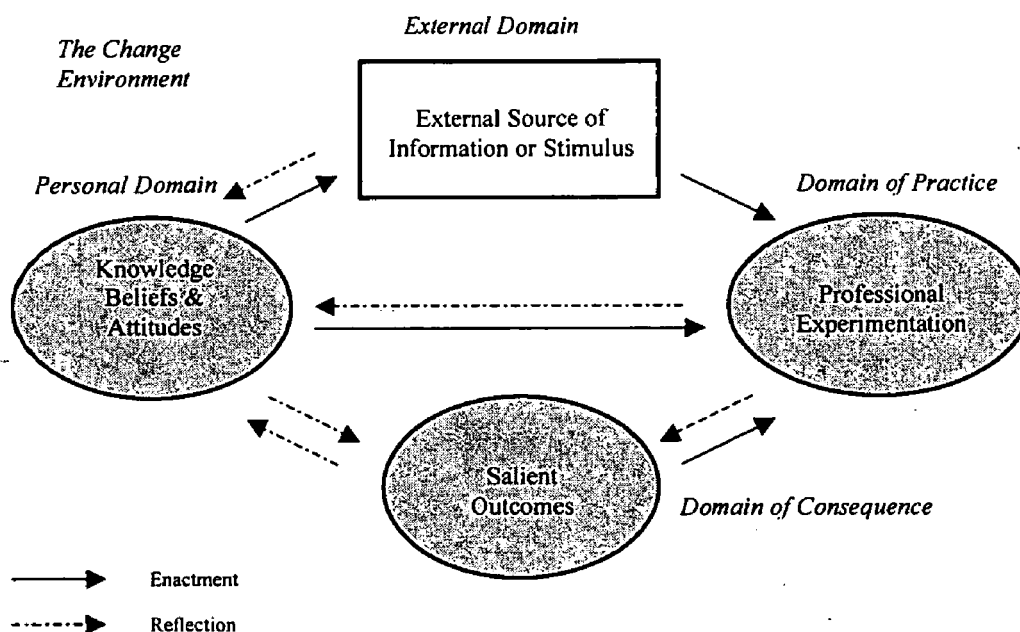 External Domain
The Change
Environment
External Source of
Information or Stimulus
Personal Domain
Domain of Practice
Knowledge
Beliefs &
Attitudes
Professional
Experimentation
Salient
Outcomes
Domain of Consequence
Enactment
Reflection